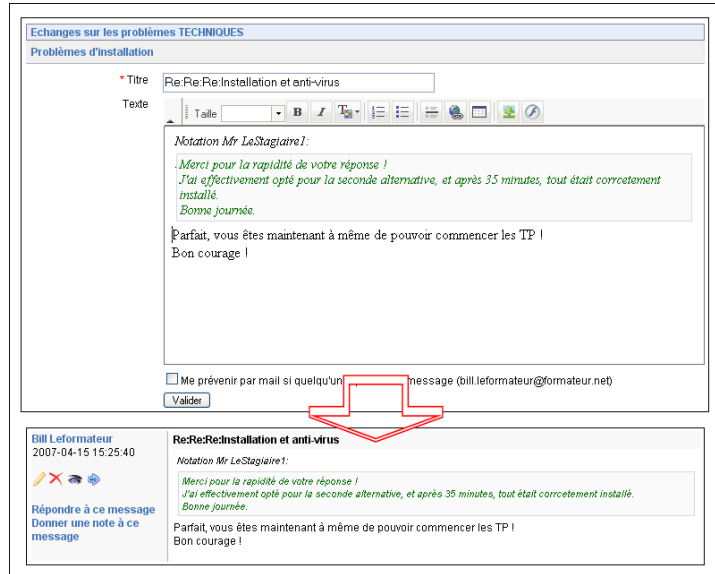 Echanges sur les problèmes TECHNIQUES
Problèmes d'installation
* Titre
Re:Re:Re:Installation et anti-virus
Texte
Taille
B I
Notation Mr LeStagiaire1:
Merci pour la rapidité de votre réponse !
J'ai effectivement opté pour la seconde alternative, et après 35 minutes, tout était corrcetement
installé.
Bonne journée.
Parfait, vous êtes maintenant à même de pouvoir commencer les TP !
Bon courage !
Me prévenir par mail si quelqu'un message (bill.leformateur@formateur.net)
Valider
Bill Leformateur
2007-04-15 15:25:40
Répondre à ce message
Donner une note à ce
message
Re:Re:Re:Installation et anti-virus
Notation Mr LeStagiaire1:
Merci pour la rapidité de votre réponse !
J'ai effectivement opté pour la seconde alternative, et après 35 minutes, tout était corrcetement installé.
Bonne journée.
Parfait, vous êtes maintenant à même de pouvoir commencer les TP !
Bon courage !